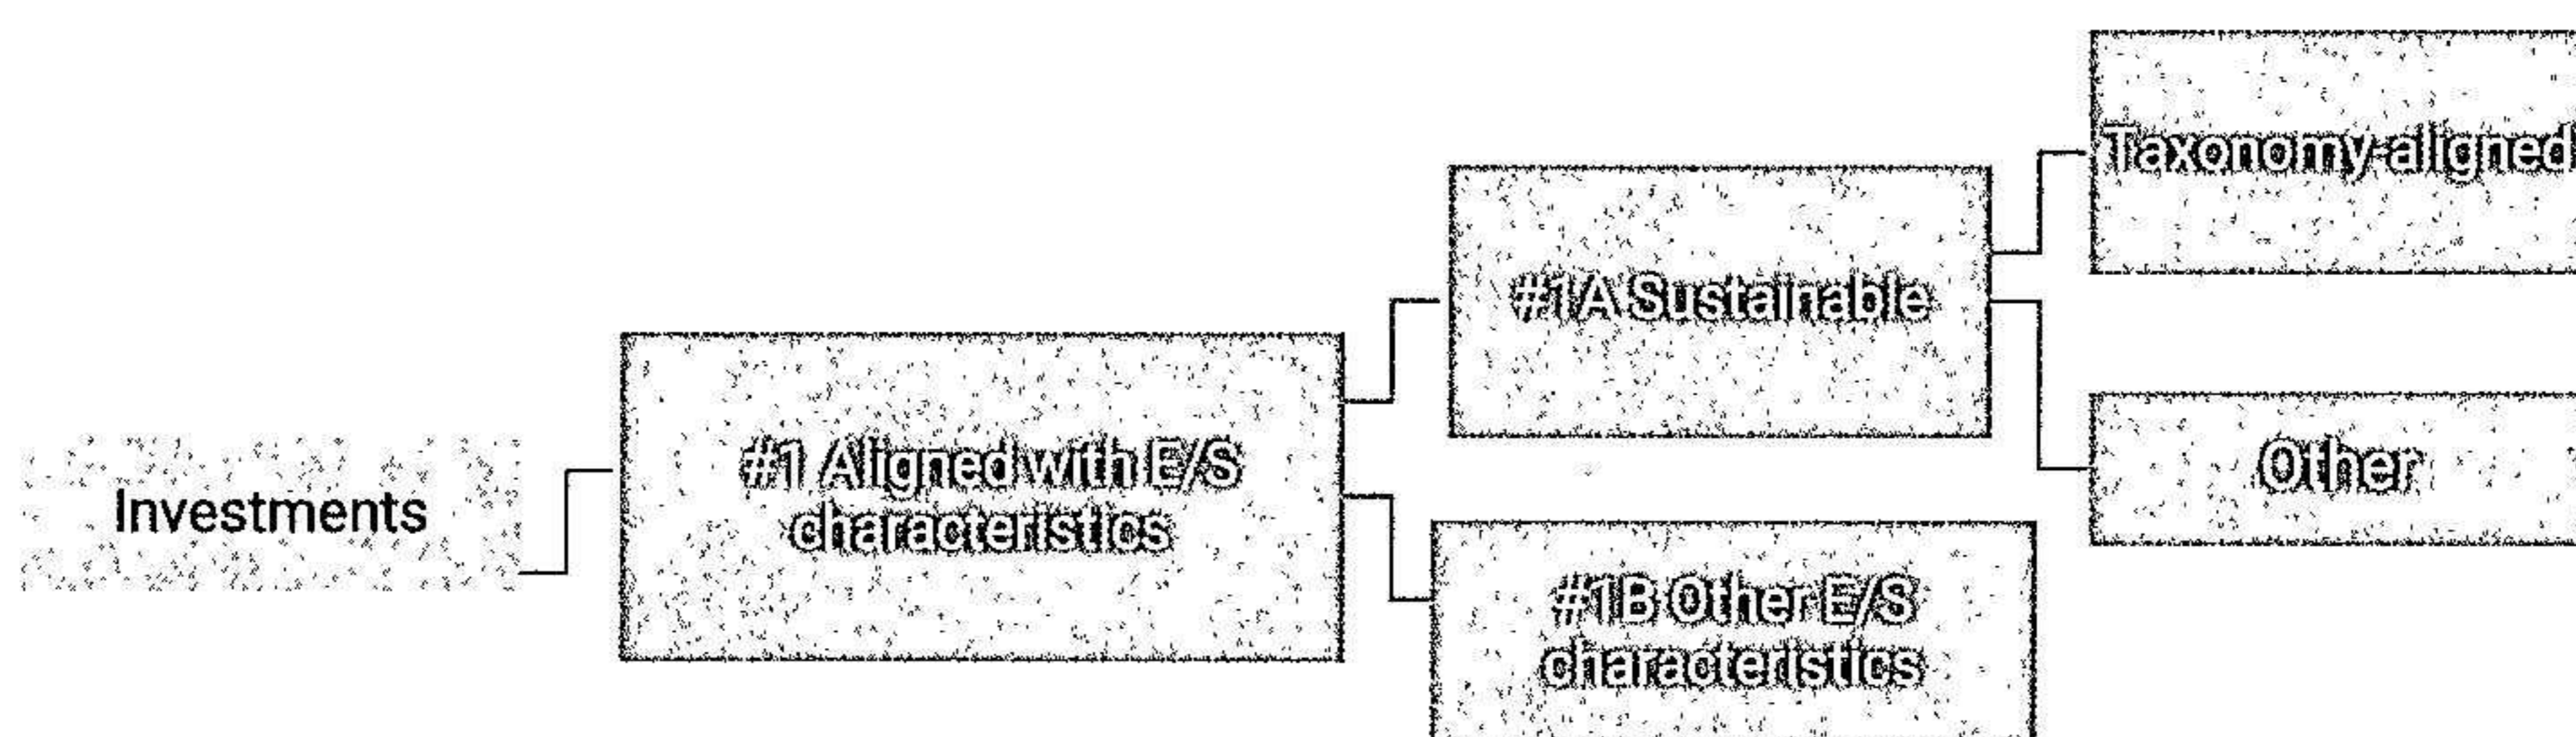 Taxonomy-aligned
#1A Sustainable
#1 Aligned with E/S
characteristics
Other
Investments
#1B Other E/S
characteristics